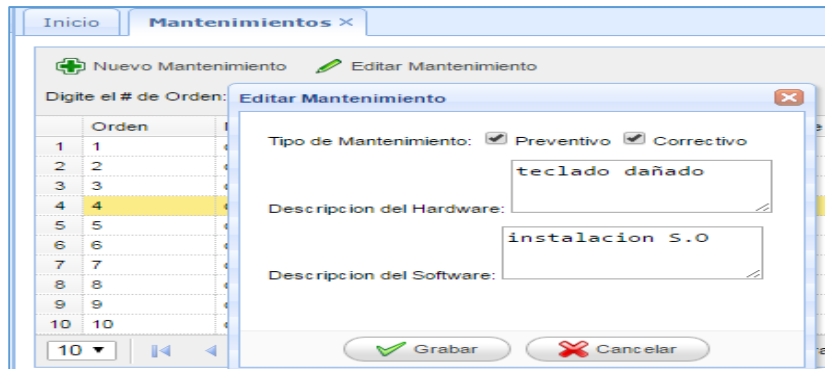 Inicio Mantenimientos ×
Nuevo Mantenimiento Editar Mantenimiento
Digite el # de Orden:
Editar Mantenimiento
Orden
1 1
2 2
3 3
4 4
5 5
6 6
7 7
8 8
9 9
10 10
10
Tipo de Mantenimiento: Preventivo Correctivo
teclado dañado
Descripcion del Hardware:
instalacion S.O
Descripcion del Software:
Grabar Cancelar